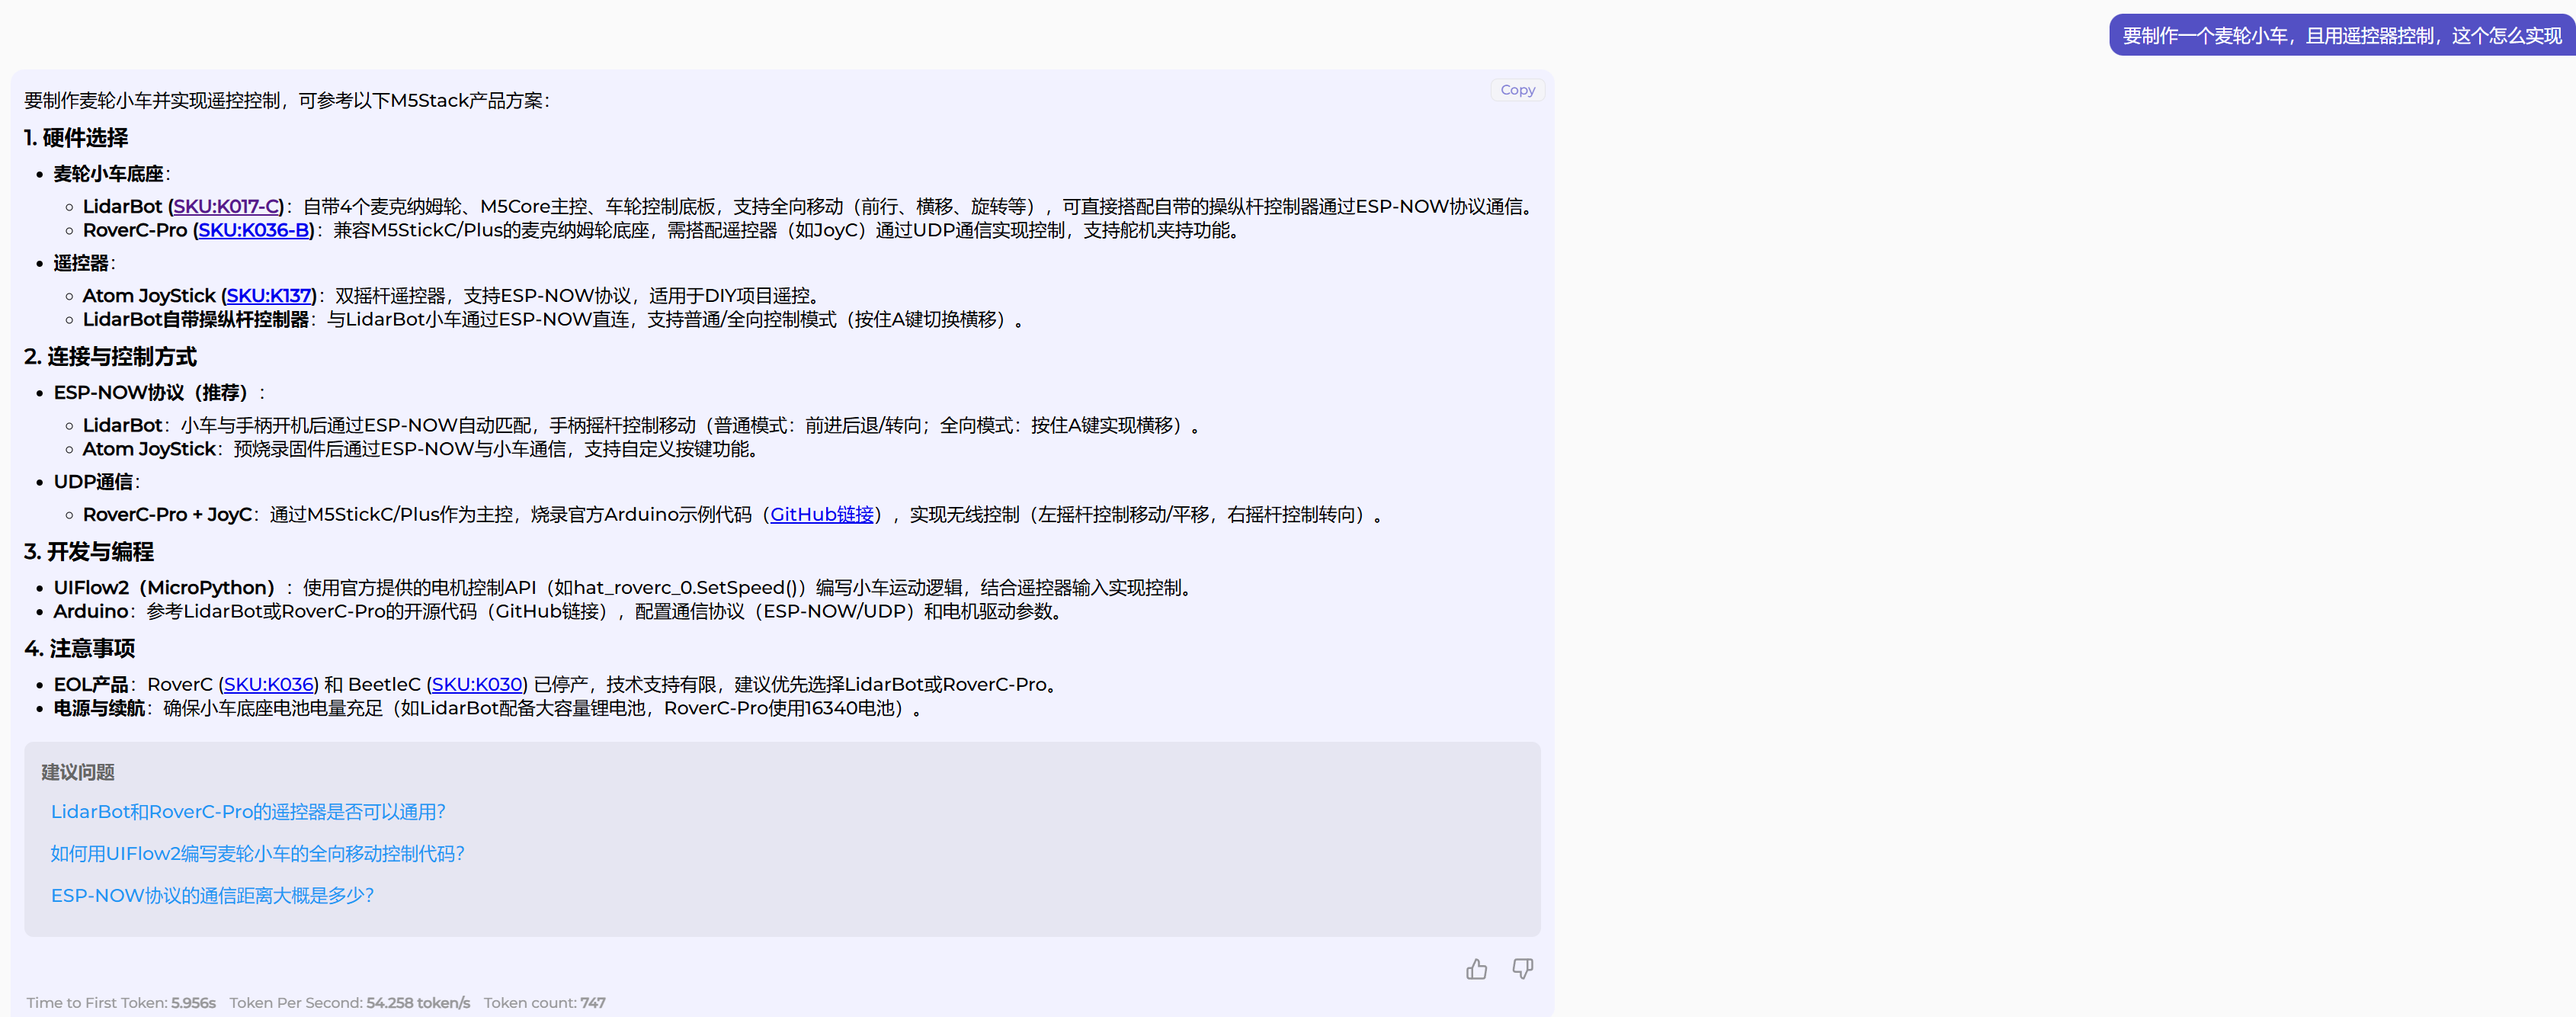 要制作一个麦轮小车，且用遥控器控制，这个怎么实现
Copy
要制作麦轮小车并实现遥控控制，可参考以下M5Stack产品方案：
1. 硬件选择
麦轮小车底座：
LidarBot (SKU:K017-C)：自带4个麦克纳姆轮、M5Core主控、车轮控制底板，支持全向移动（前行、横移、旋转等），可直接搭配自带的操纵杆控制器通过ESP-NOW协议通信。
RoverC-Pro (SKU:K036-B)：兼容M5StickC/Plus的麦克纳姆轮底座，需搭配遥控器（如JoyC）通过UDP通信实现控制，支持舵机夹持功能。
遥控器：
Atom JoyStick (SKU:K137)：双摇杆遥控器，支持ESP-NOW协议，适用于DIY项目遥控。
LidarBot自带操纵杆控制器：与LidarBot小车通过ESP-NOW直连，支持普通/全向控制模式（按住A键切换横移）。
2. 连接与控制方式
ESP-NOW协议（推荐）：
LidarBot：小车与手柄开机后通过ESP-NOW自动匹配，手柄摇杆控制移动（普通模式：前进后退/转向；全向模式：按住A键实现横移）。
Atom JoyStick：预烧录固件后通过ESP-NOW与小车通信，支持自定义按键功能。
UDP通信：
RoverC-Pro + JoyC：通过M5StickC/Plus作为主控，烧录官方Arduino示例代码（GitHub链接），实现无线控制（左摇杆控制移动/平移，右摇杆控制转向）。
3. 开发与编程
UIFlow2（MicroPython）：使用官方提供的电机控制API（如hat_roverc_0.SetSpeed()）编写小车运动逻辑，结合遥控器输入实现控制。
Arduino：参考LidarBot或RoverC-Pro的开源代码（GitHub链接），配置通信协议（ESP-NOW/UDP）和电机驱动参数。
4. 注意事项
EOL产品：RoverC (SKU:K036) 和 BeetleC (SKU:K030) 已停产，技术支持有限，建议优先选择LidarBot或RoverC-Pro。
电源与续航：确保小车底座电池电量充足（如LidarBot配备大容量锂电池，RoverC-Pro使用16340电池）。
建议问题
LidarBot和RoverC-Pro的遥控器是否可以通用？
如何用UIFlow2编写麦轮小车的全向移动控制代码？
ESP-NOW协议的通信距离大概是多少？
Time to First Token: 5.956s Token Per Second: 54.258 token/s Token count: 747